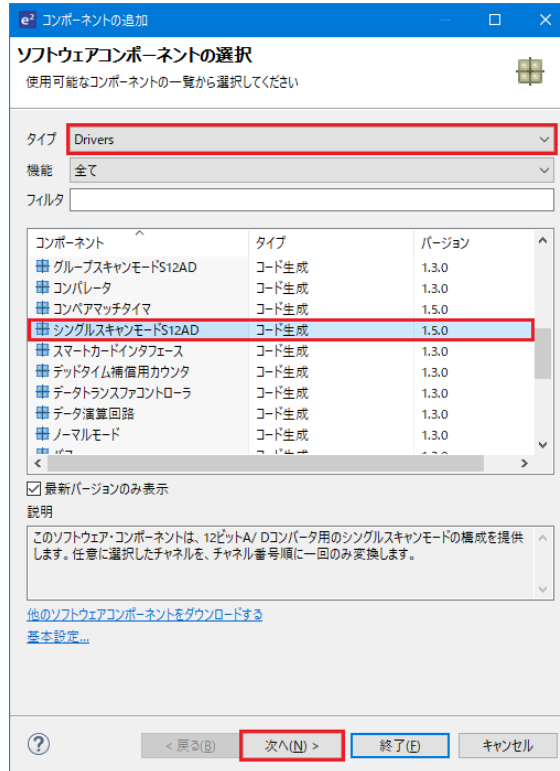 e² コンポーネントの追加
ソフトウェアコンポーネントの選択
使用可能なコンポーネントの一覧から選択してください
タイプ Drivers
機能 全て
フィルタ
コンポーネント タイプ バージョン
グループスキャンモードS12AD コード生成 1.3.0
コンパレータ コード生成 1.3.0
コンペアマッチタイマ コード生成 1.5.0
シングルスキャンモードS12AD コード生成 1.5.0
スマートカードインタフェース コード生成 1.3.0
デッドタイム補償用カウンタ コード生成 1.3.0
データトランスファコントローラ コード生成 1.3.0
データ演算回路 コード生成 1.3.0
ノーマルモード コード生成 1.3.0
最新バージョンのみ表示
説明
このソフトウェア・コンポーネントは、12ビットA/ Dコンバータ用のシングルスキャンモードの構成を提供
します。任意に選択したチャネルを、チャネル番号順に一回のみ変換します。
他のソフトウェアコンポーネントをダウンロードする
基本設定...
? < 戻る(B) 次へ(N) > 終了(F) キャンセル